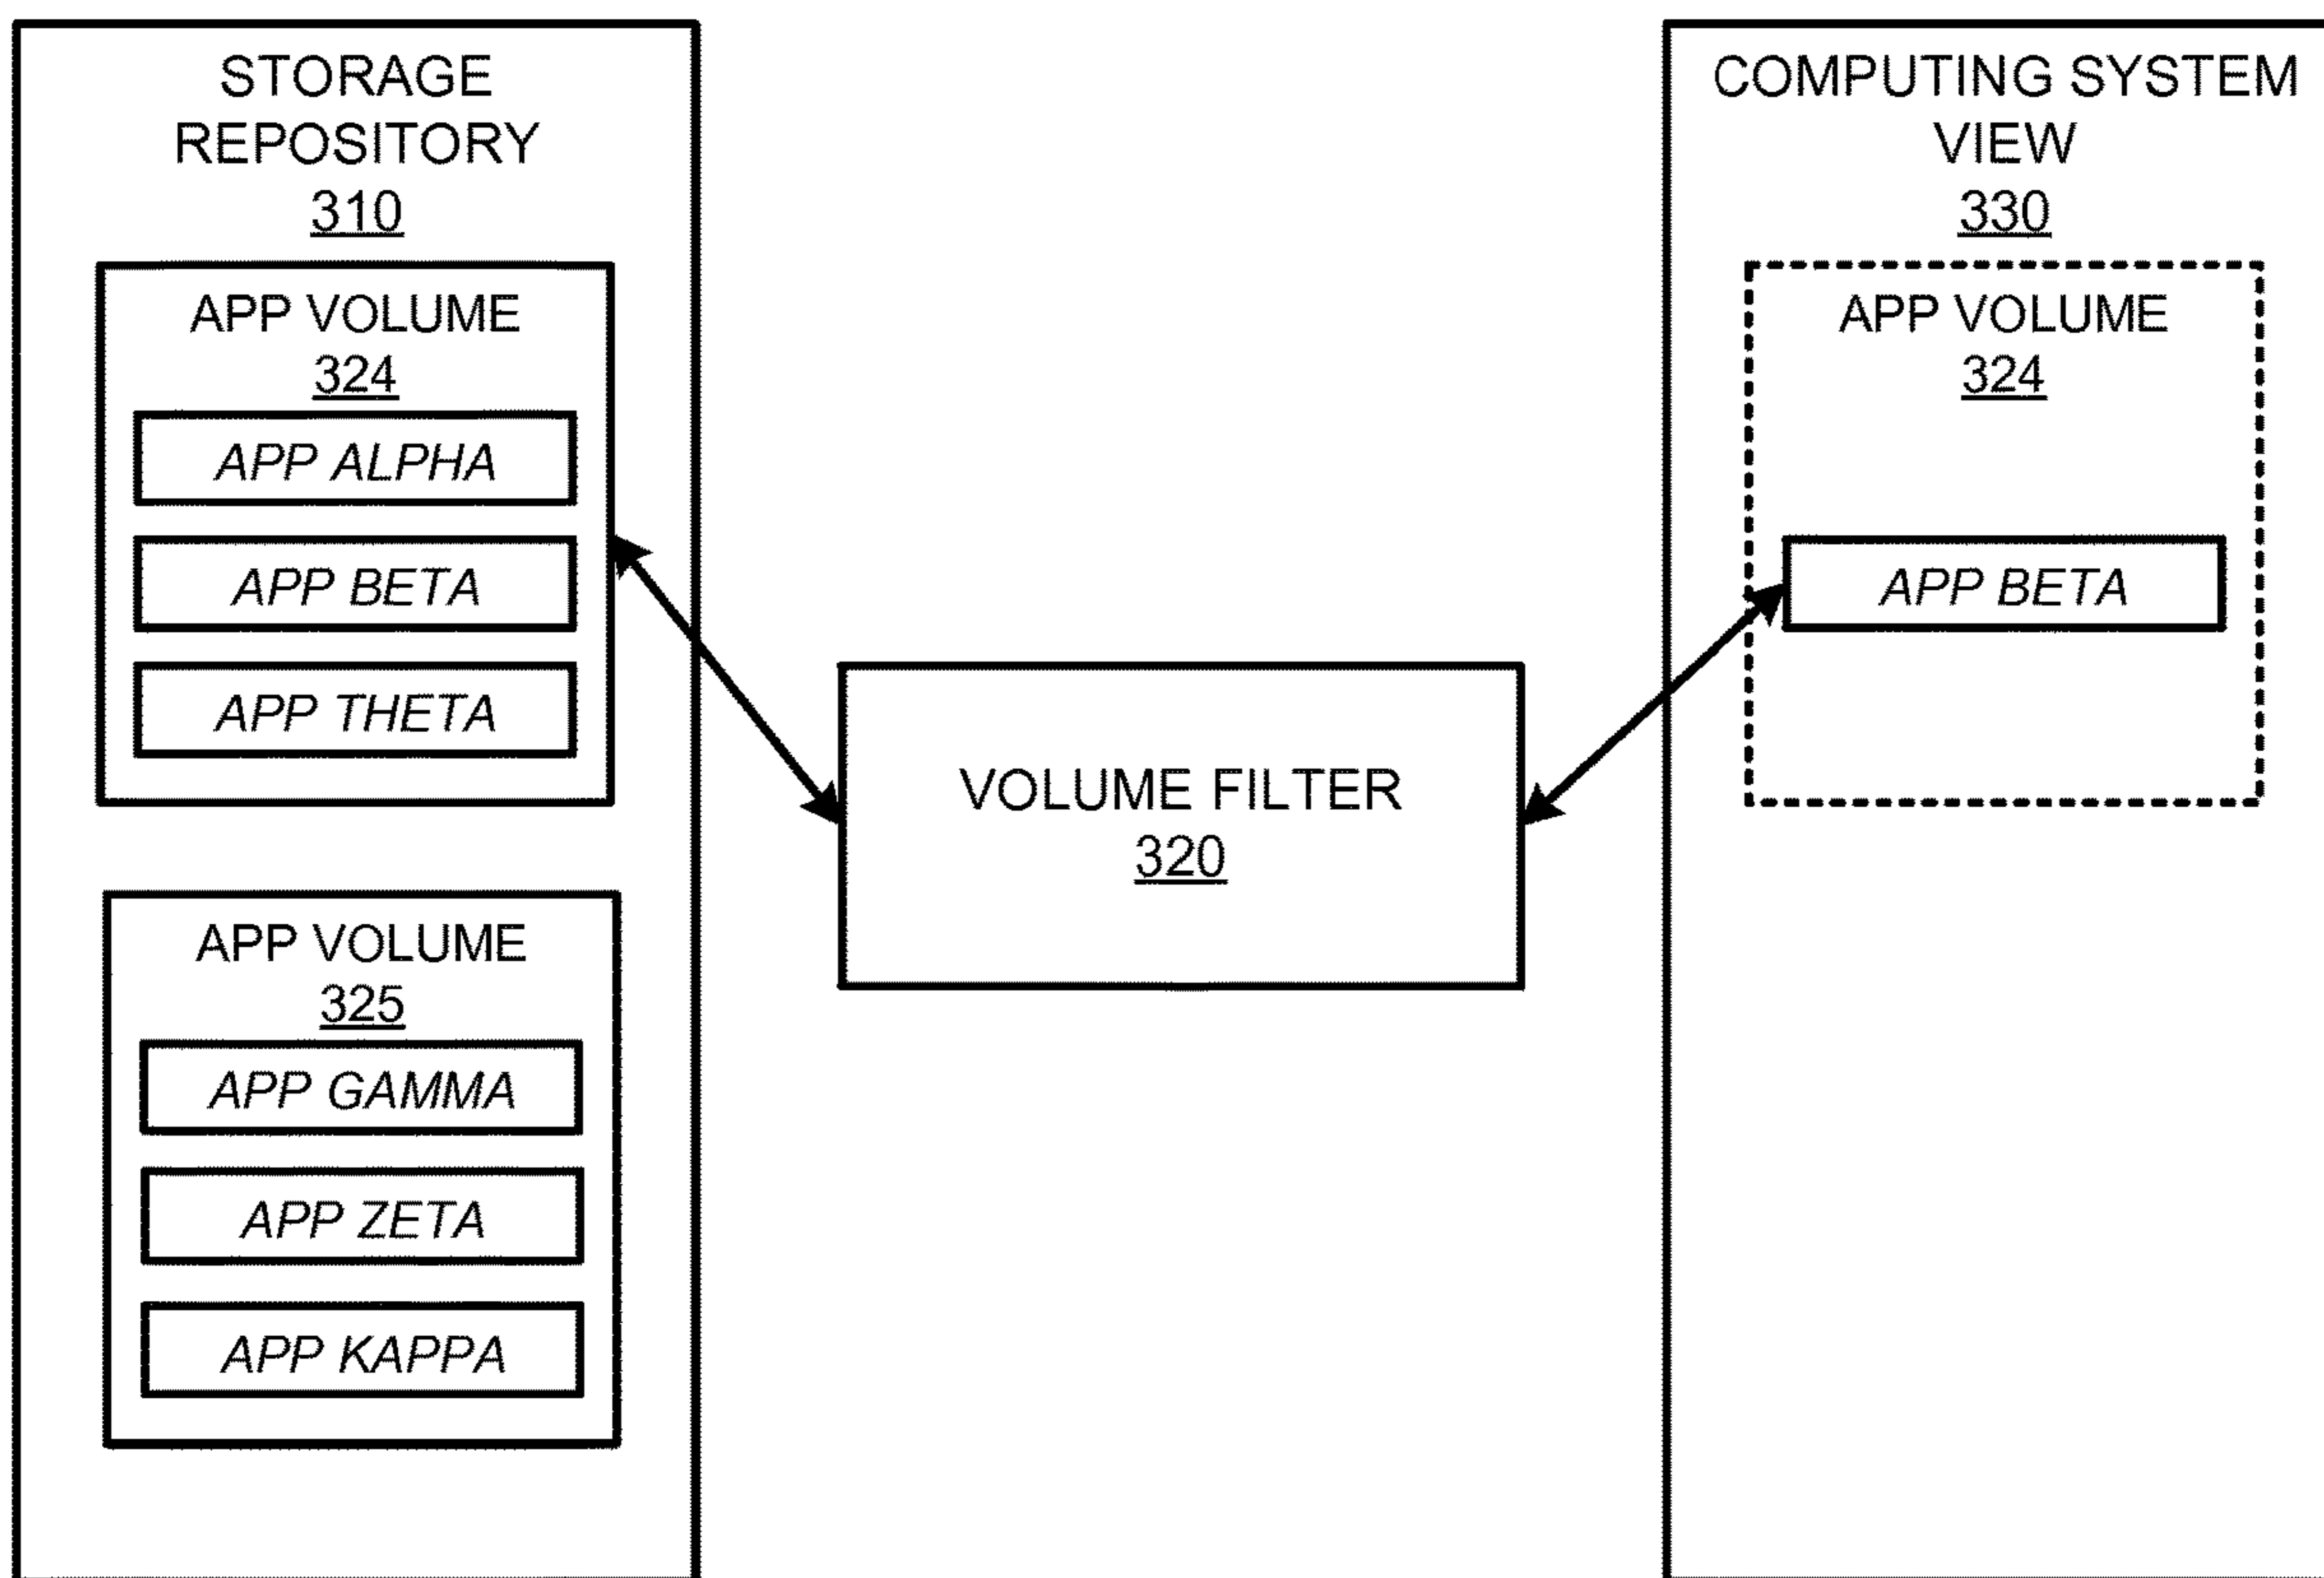 STORAGE
REPOSITORY
310
APP VOLUME
324
APP ALPHA
APP BETA
APP THETA
APP VOLUME
325
APP GAMMA
APP ZETA
APP KAPPA
VOLUME FILTER
320
COMPUTING SYSTEM
VIEW
330
APP VOLUME
324
APP BETA